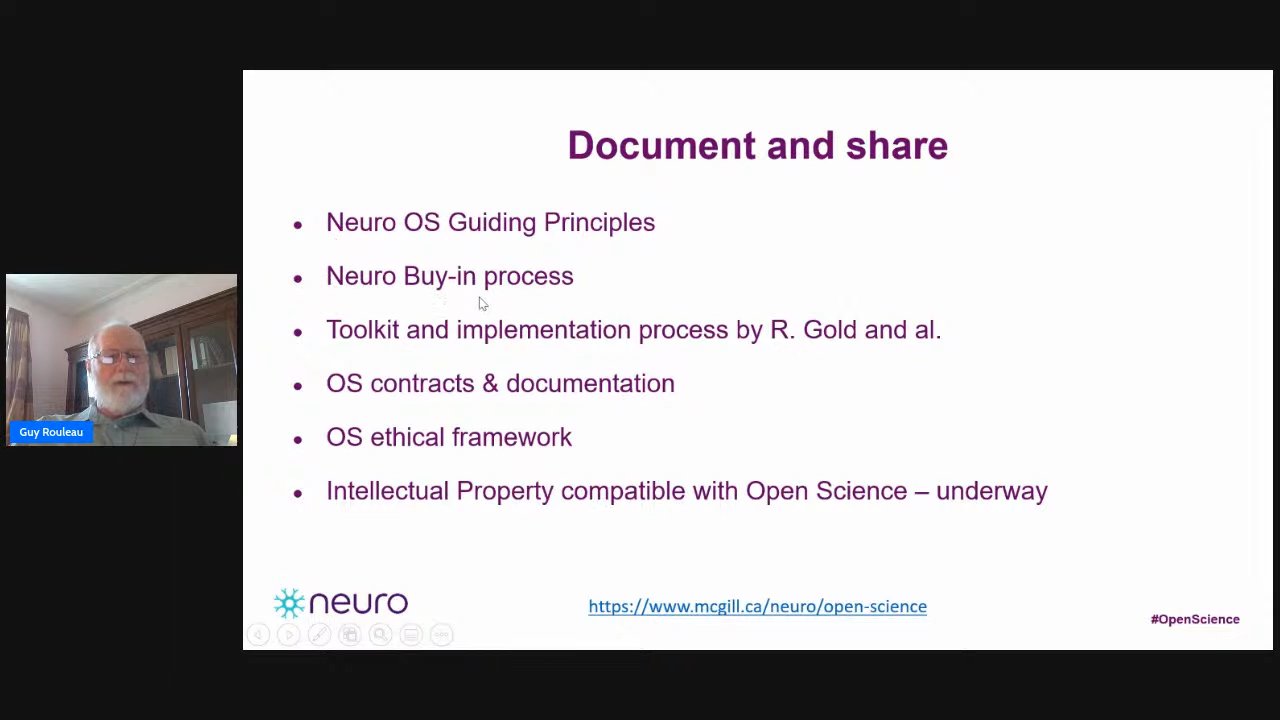 Document and share
Neuro OS Guiding Principles
Neuro Buy-in process
Toolkit and implementation process by R. Gold and al.
OS contracts & documentation
OS ethical framework
Intellectual Property compatible with Open Science – underway
Guy Rouleau
neuro
https://www.mcgill.ca/neuro/open-science
#OpenScience